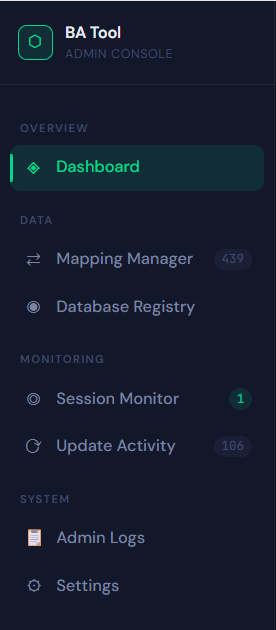 BA Tool
ADMIN CONSOLE
OVERVIEW
Dashboard
DATA
Mapping Manager 439
Database Registry
MONITORING
Session Monitor 1
Update Activity 106
SYSTEM
Admin Logs
Settings